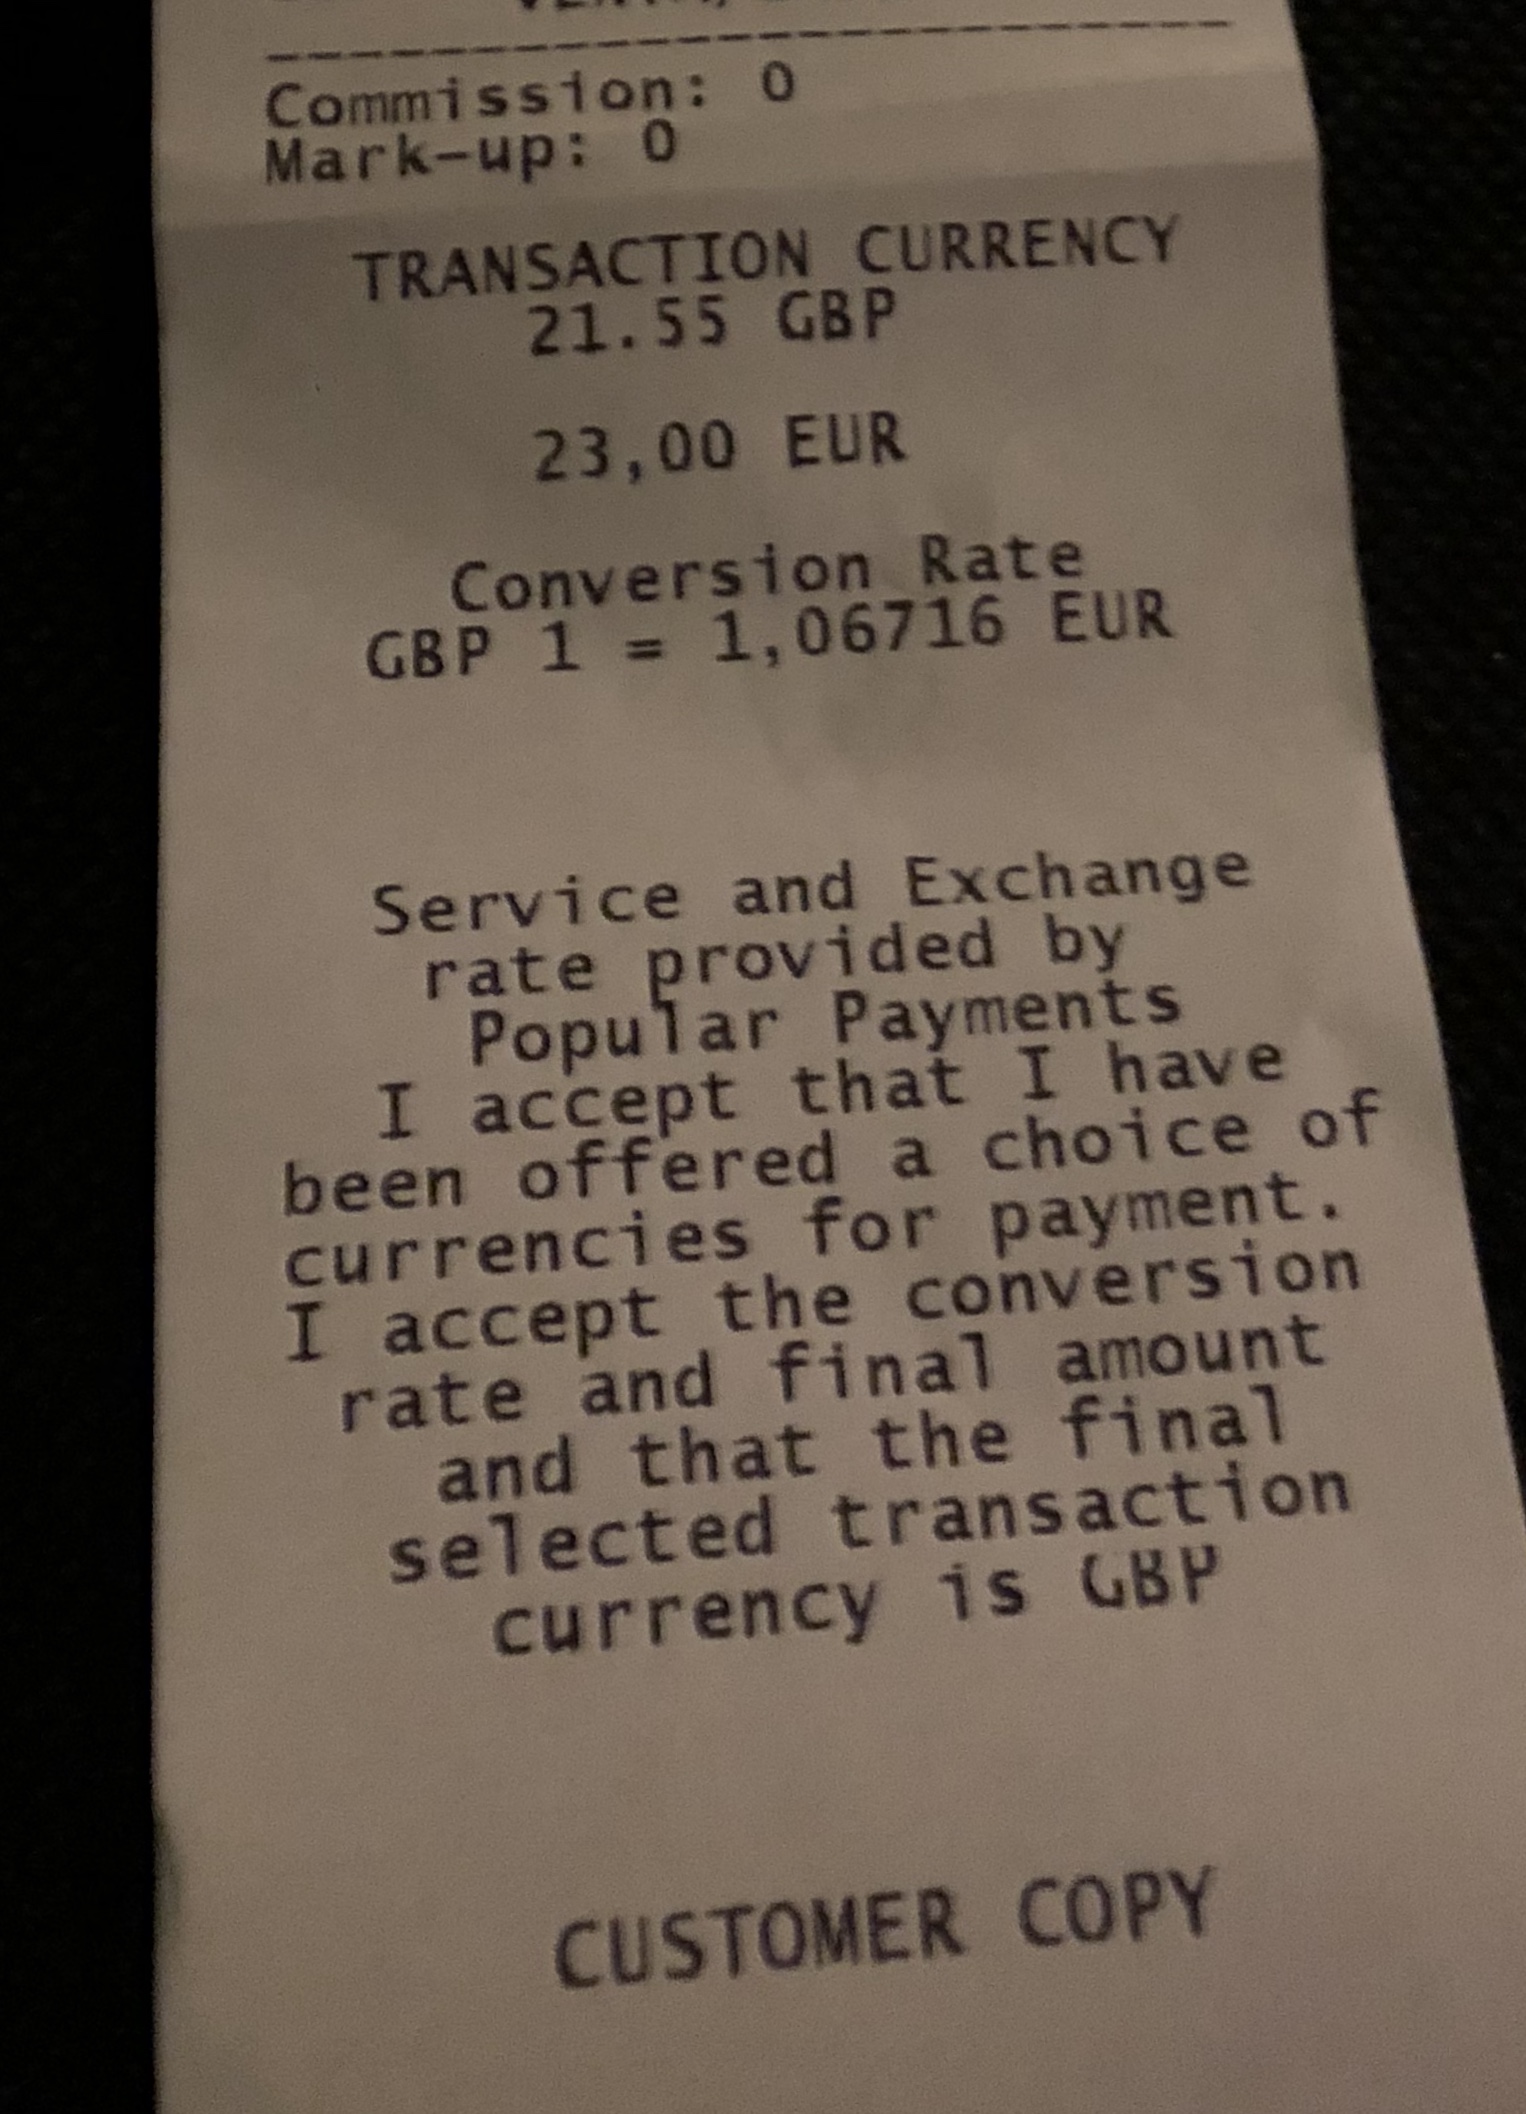 ------------------------------
Commission: 0
Mark-up: 0
TRANSACTION CURRENCY
21.55 GBP
23,00 EUR
Conversion Rate
GBP 1 = 1,06716 EUR
Service and Exchange
rate provided by
Popular Payments
I accept that I have
been offered a choice of
currencies for payment.
I accept the conversion
rate and final amount
and that the final
selected transaction
currency is GBP
CUSTOMER COPY